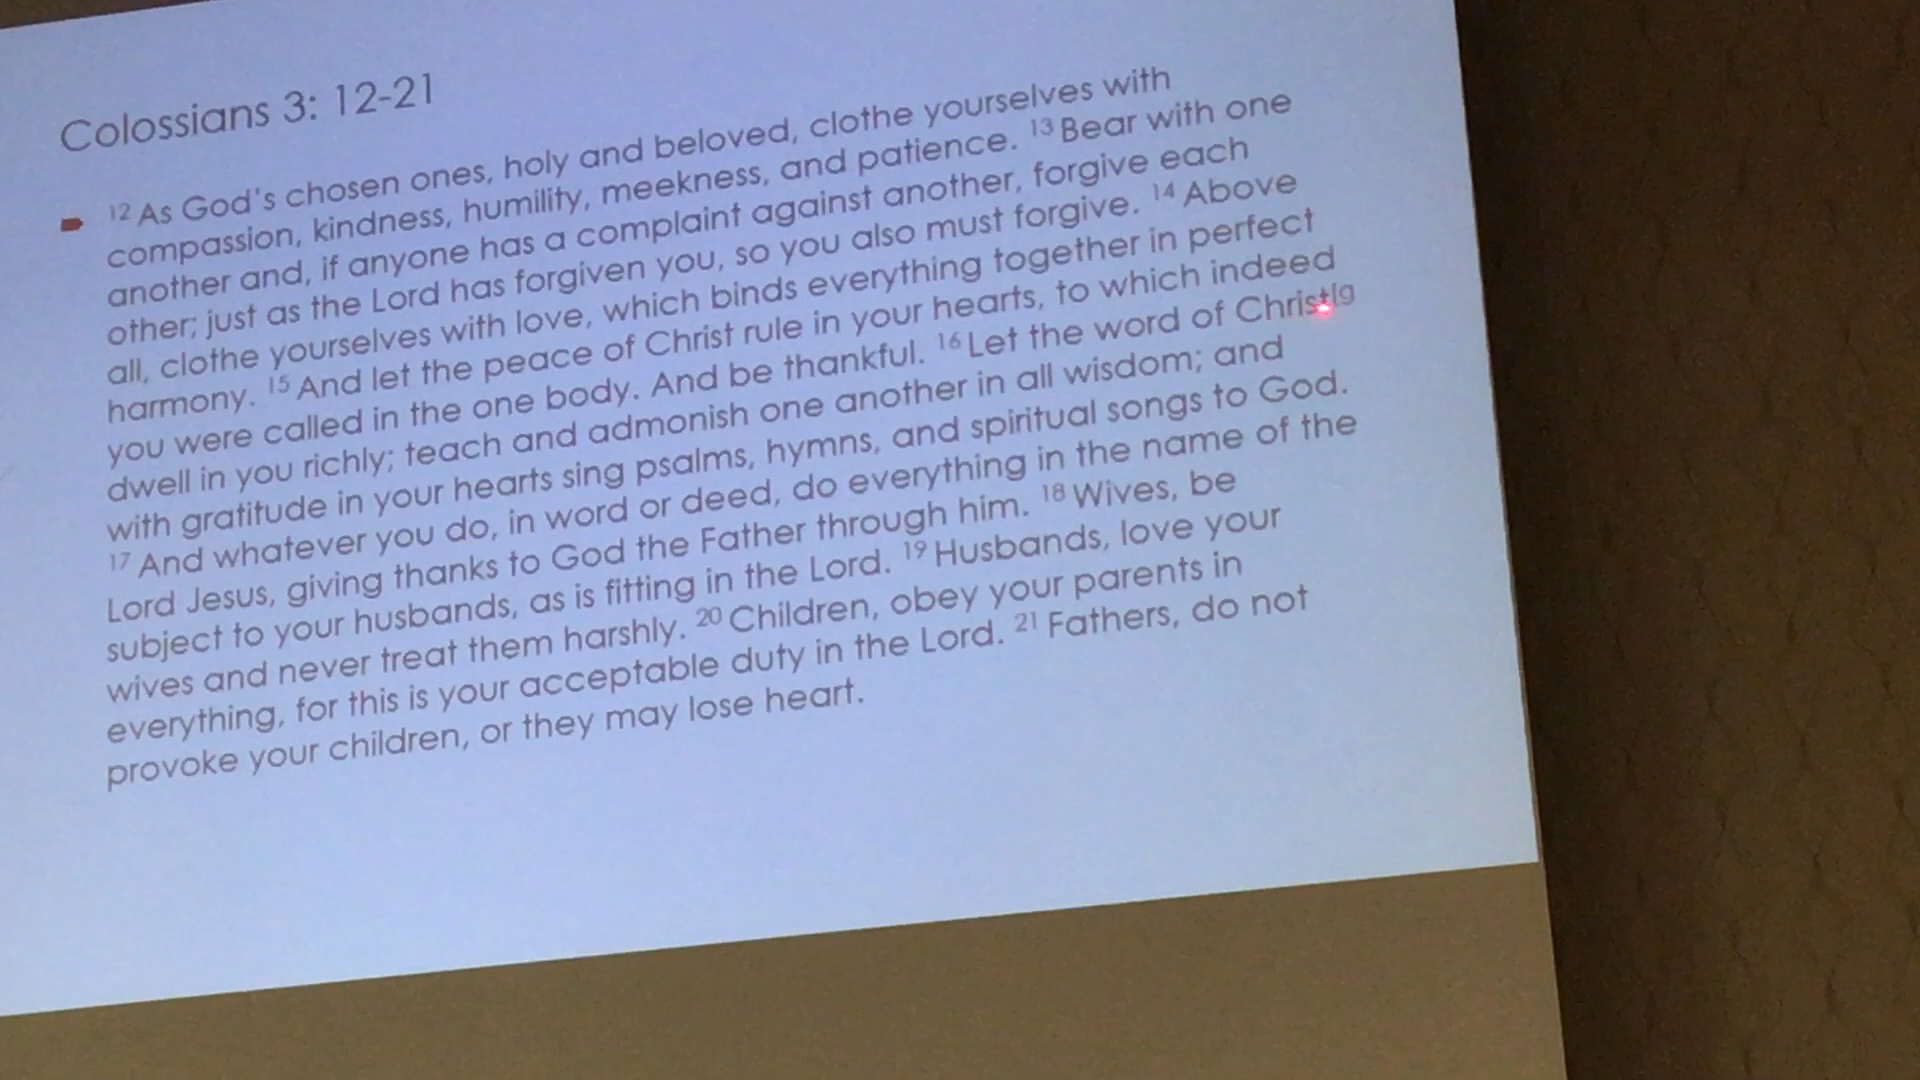 Colossians 3: 12-21
12 As God's chosen ones, holy and beloved, clothe yourselves with
compassion, kindness, humility, meekness, and patience. 13 Bear with one
another and, if anyone has a complaint against another, forgive each
other; just as the Lord has forgiven you, so you also must forgive. 14 Above
all, clothe yourselves with love, which binds everything together in perfect
harmony. 15 And let the peace of Christ rule in your hearts, to which indeed
you were called in the one body. And be thankful. 16 Let the word of Christ[g
dwell in you richly; teach and admonish one another in all wisdom; and
with gratitude in your hearts sing psalms, hymns, and spiritual songs to God.
17 And whatever you do, in word or deed, do everything in the name of the
Lord Jesus, giving thanks to God the Father through him. 18 Wives, be
subject to your husbands, as is fitting in the Lord. 19 Husbands, love your
wives and never treat them harshly. 20 Children, obey your parents in
everything, for this is your acceptable duty in the Lord. 21 Fathers, do not
provoke your children, or they may lose heart.